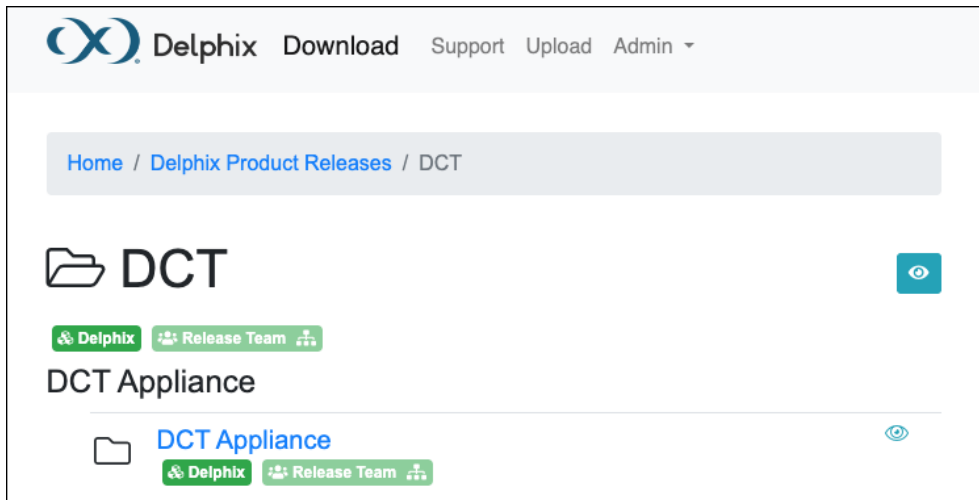 Delphix Download Support Upload Admin
Home / Delphix Product Releases / DCT
DCT
Delphix Release Team
DCT Appliance
DCT Appliance
Delphix Release Team